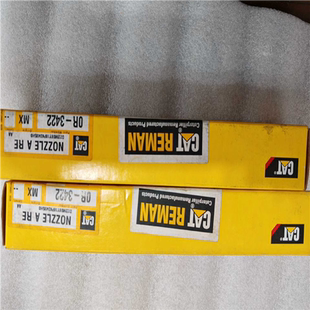 CAT REMAN
Caterpillar Remanufactured Products
CAT
NOZZLE A RE
0R-3422
MX
CAT
CAT REMAN
Caterpillar Remanufactured Products
CAT
NOZZLE A RE
0R-3422
MX
CAT